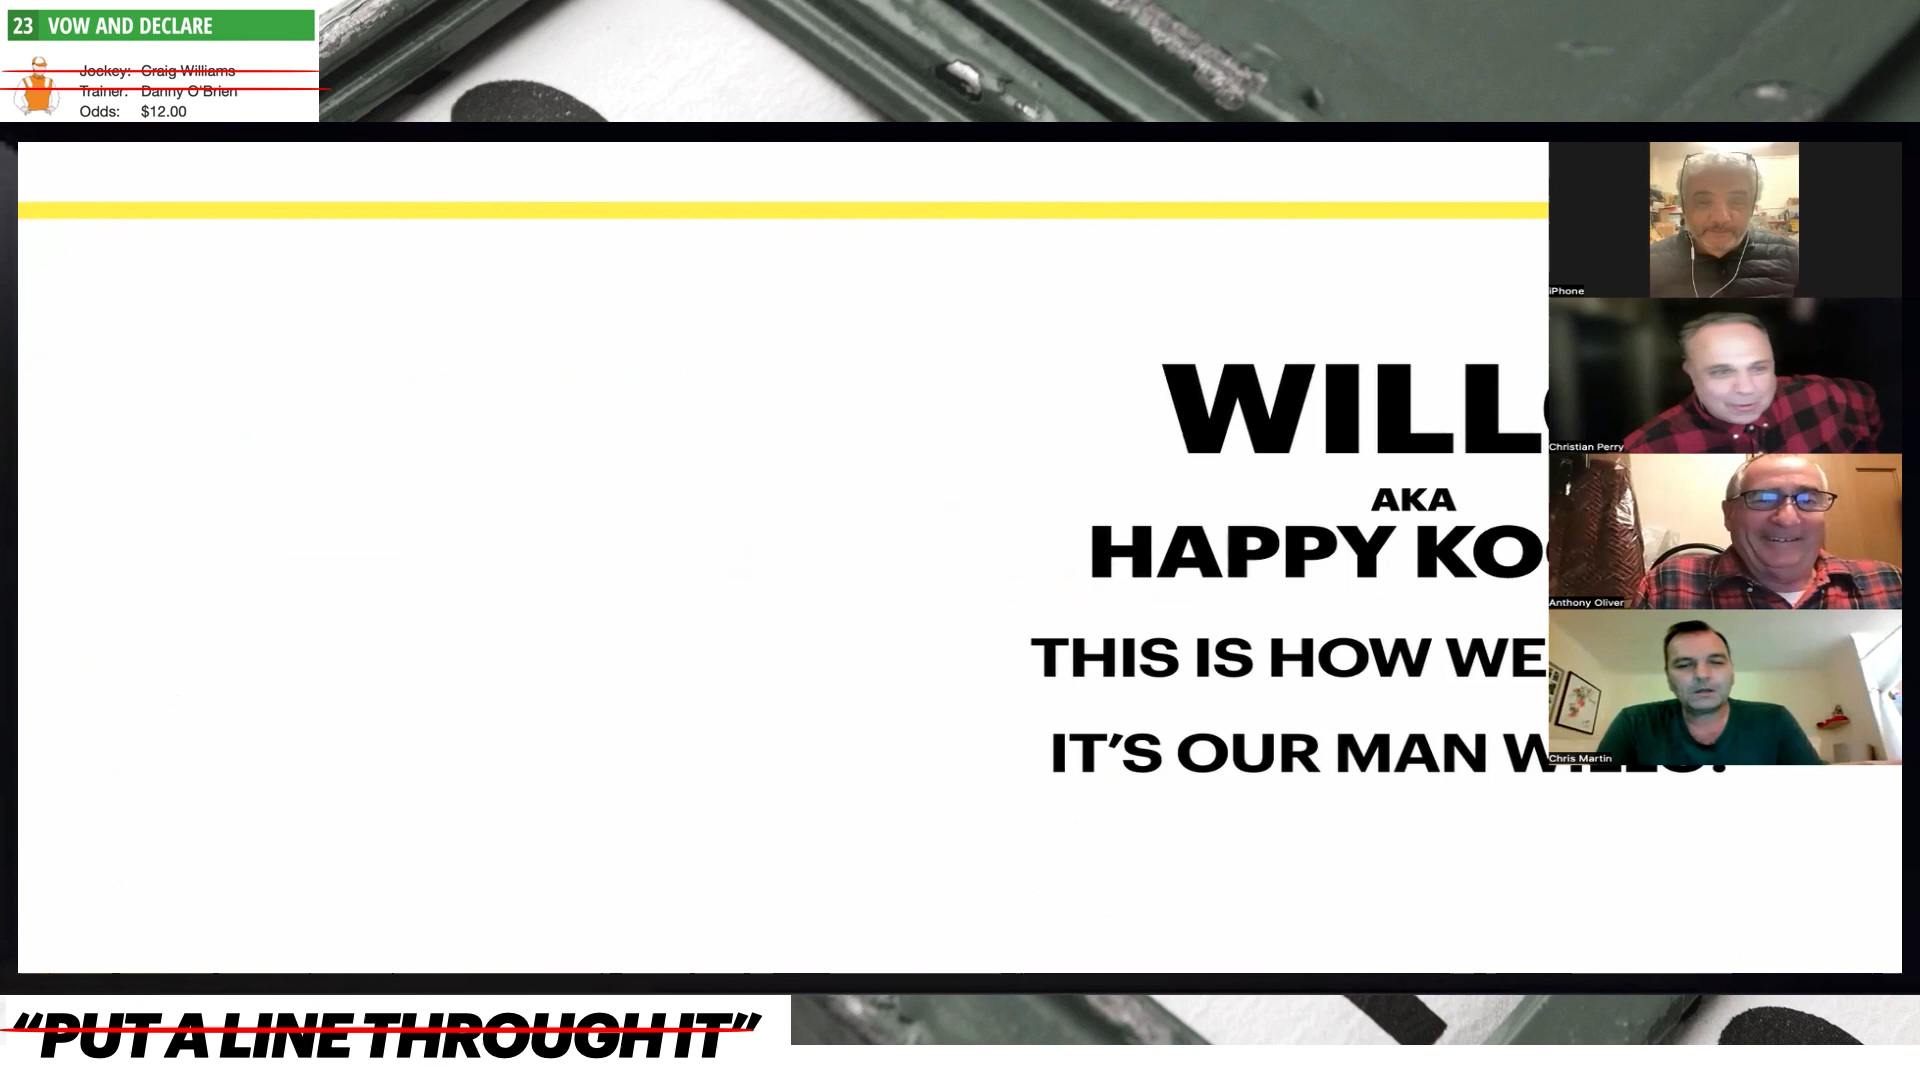 23 VOW AND DECLARE
Jockey: Craig Williams
Trainer: Danny O'Brien
Odds: $12.00
iPhone
WILL
Christian Perry
AKA
HAPPY KO
Anthony Oliver
THIS IS HOW WE
IT'S OUR MAN
Chris Martin
"PUT A LINE THROUGH IT"